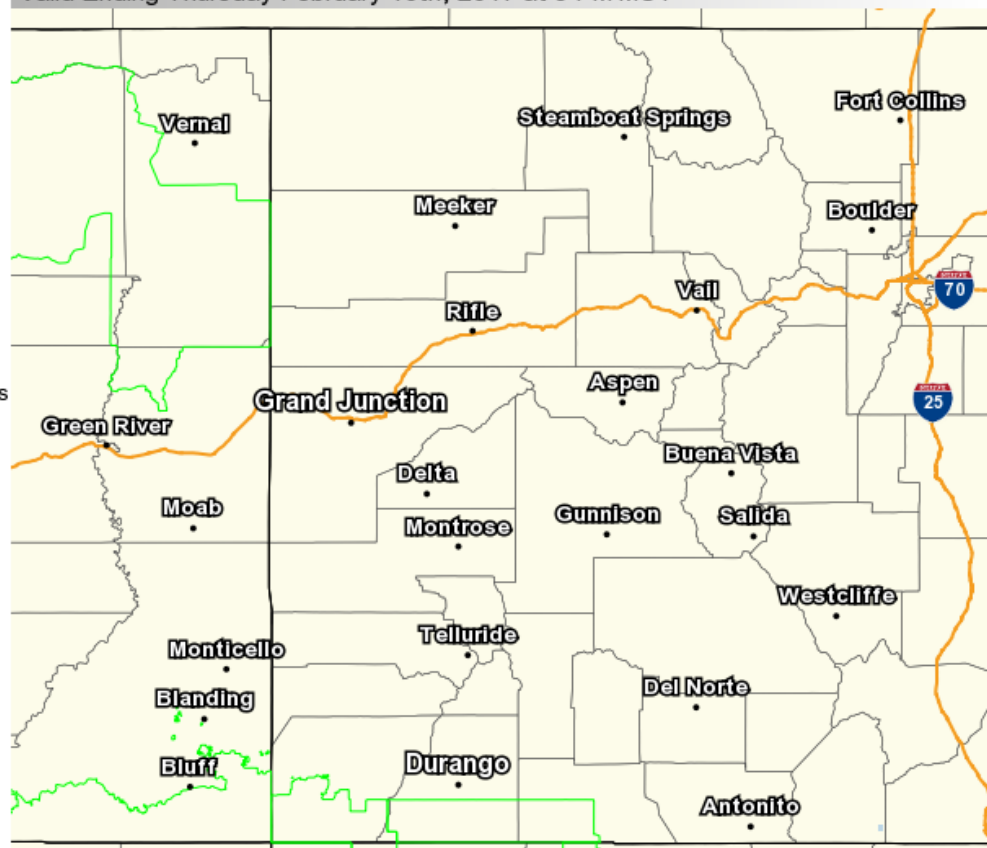 Fort Collins
Steamboat Springs
Vernal
Meeker
Boulder
Vail
70
Rifle
Aspen
Grand Junction
25
s
Green River
Buena Vista
Delta
Moab
Gunnison
Salida
Montrose
Westcliffe
Telluride
Monticello
Del Norte
Blanding
Durango
Bluff
Antonito